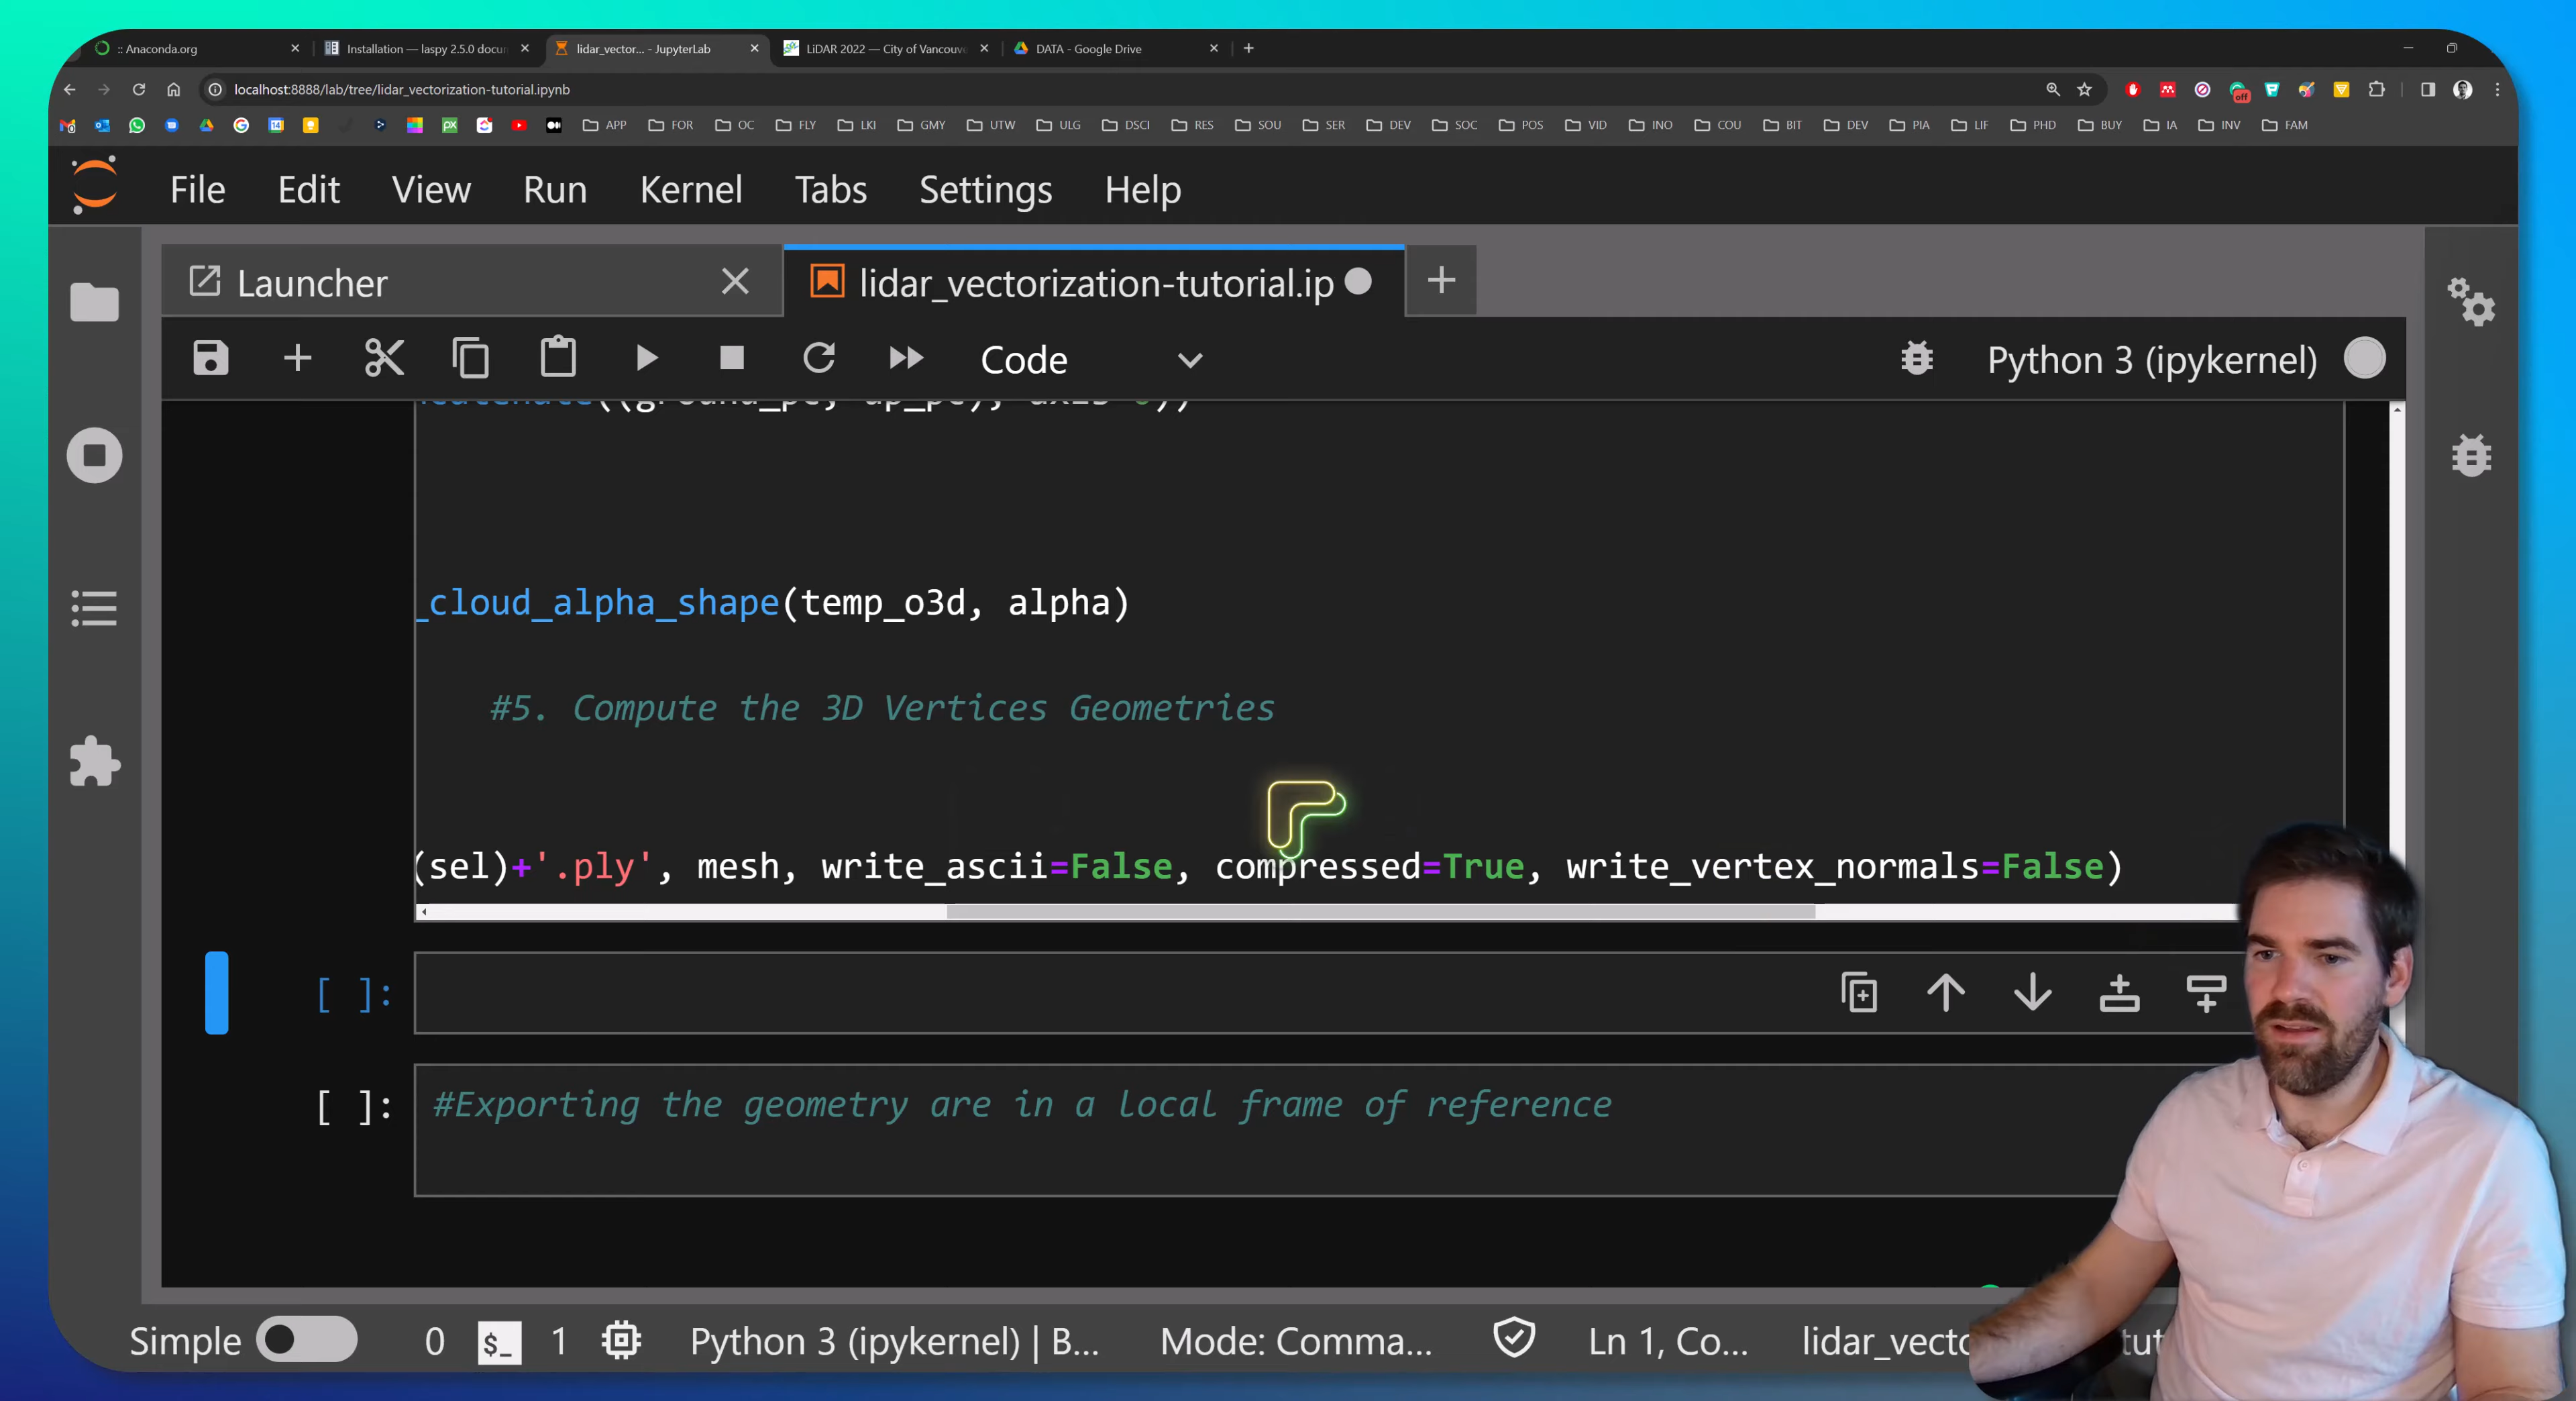 :: Anaconda.org
Installation — laspy 2.5.0 docum
lidar_vector... - JupyterLab
LiDAR 2022 — City of Vancouve
DATA - Google Drive
localhost:8888/lab/tree/lidar_vectorization-tutorial.ipynb
off
14
APP FOR OC FLY LKI GMY UTW ULG DSCI RES SOU SER DEV SOC POS VID INO COU BIT DEV PIA LIF PHD BUY IA INV FAM
File Edit View Run Kernel Tabs Settings Help
Launcher
lidar_vectorization-tutorial.ip
Code
Python 3 (ipykernel)
_cloud_alpha_shape(temp_o3d, alpha)
#5. Compute the 3D Vertices Geometries
(sel)+'.ply', mesh, write_ascii=False, compressed=True, write_vertex_normals=False)
[ ]:
[ ]: #Exporting the geometry are in a local frame of reference
Simple 0 $_ 1 Python 3 (ipykernel) | B... Mode: Comma... Ln 1, Co... lidar_vecto